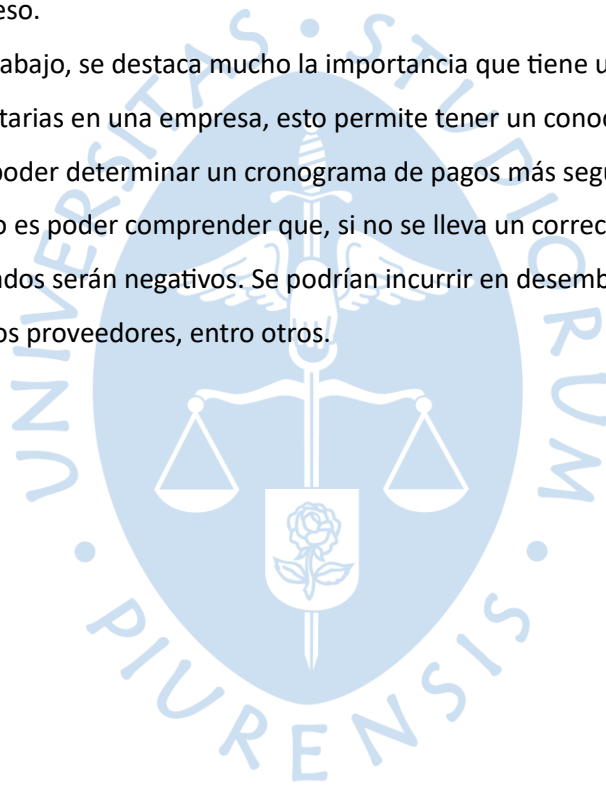 eso.
abajo, se destaca mucho la importancia que tiene u
tarias en una empresa, esto permite tener un conoc
poder determinar un cronograma de pagos más segu
o es poder comprender que, si no se lleva un correc
dos serán negativos. Se podrían incurrir en desemb
os proveedores, entro otros.
UNIVERSITAS • STUDIORUM • PIURENSIS •